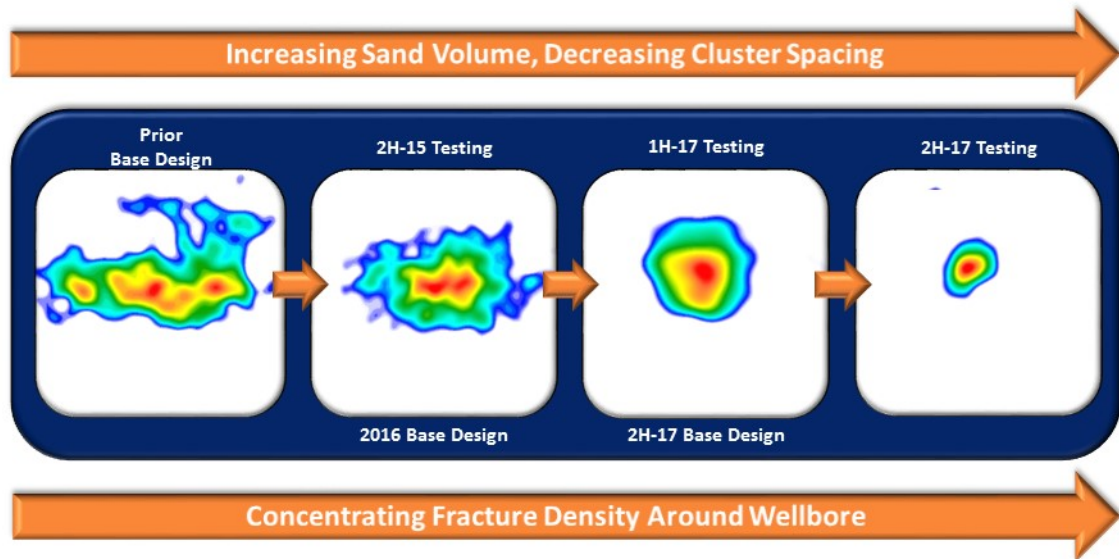 Increasing Sand Volume, Decreasing Cluster Spacing
Prior
Base Design
2H-15 Testing
1H-17 Testing
2H-17 Testing
2016 Base Design
2H-17 Base Design
Concentrating Fracture Density Around Wellbore